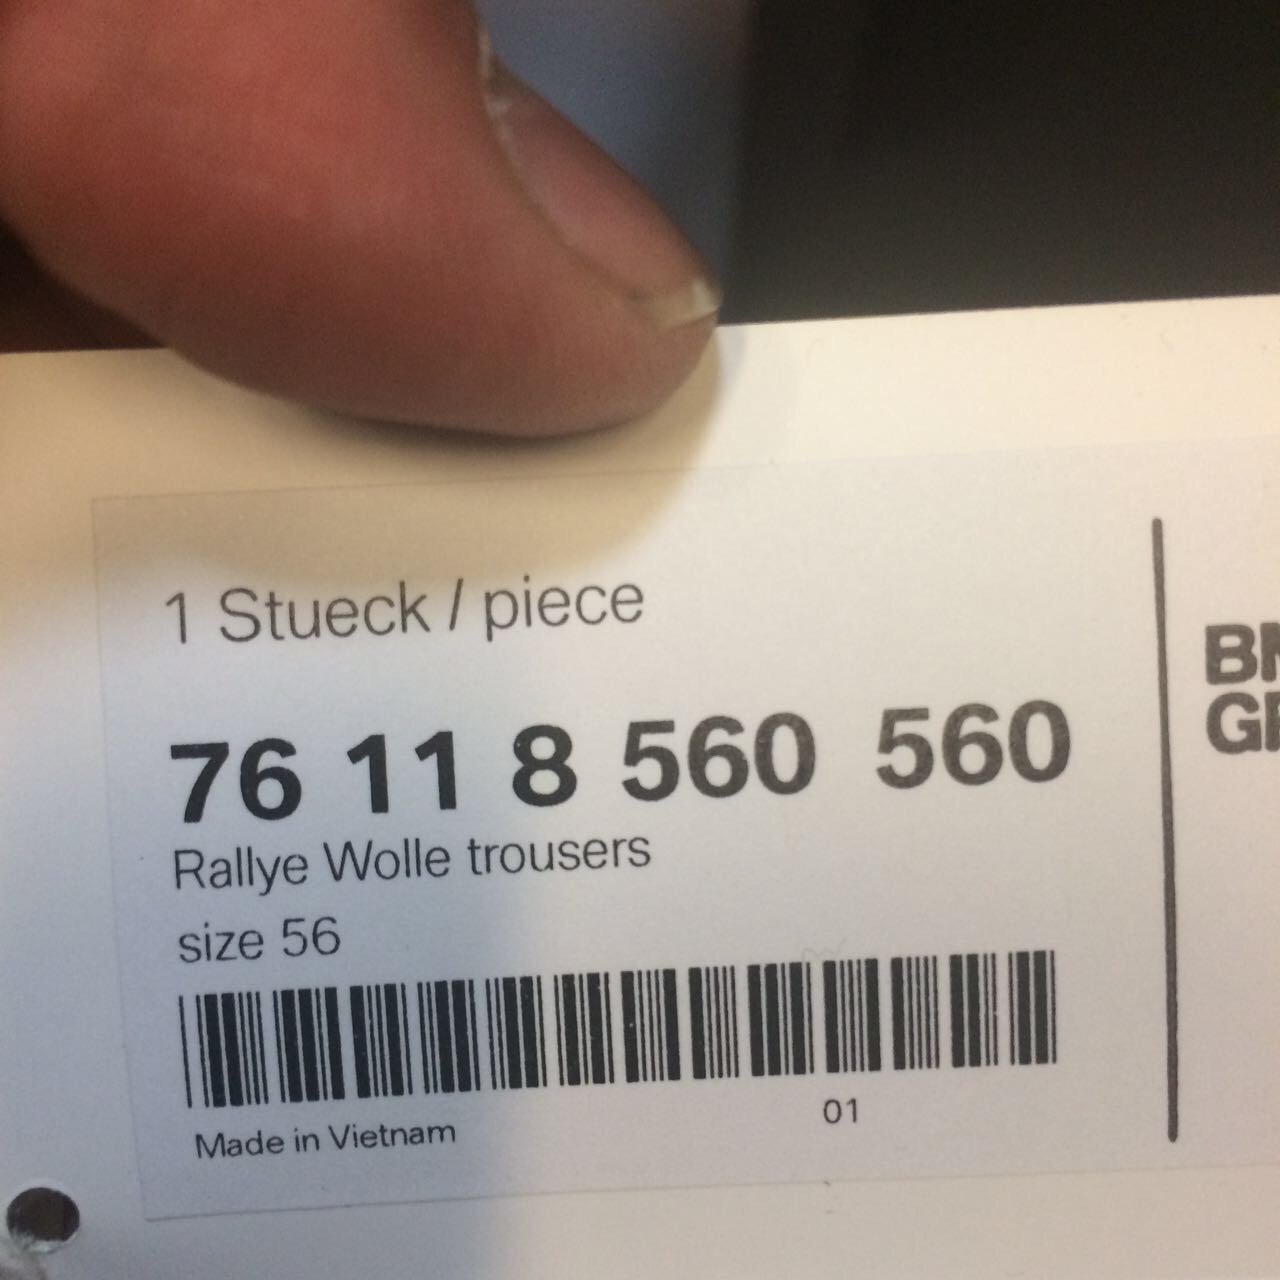 1 Stueck / piece
76 11 8 560 560
Rallye Wolle trousers
size 56
01
Made in Vietnam